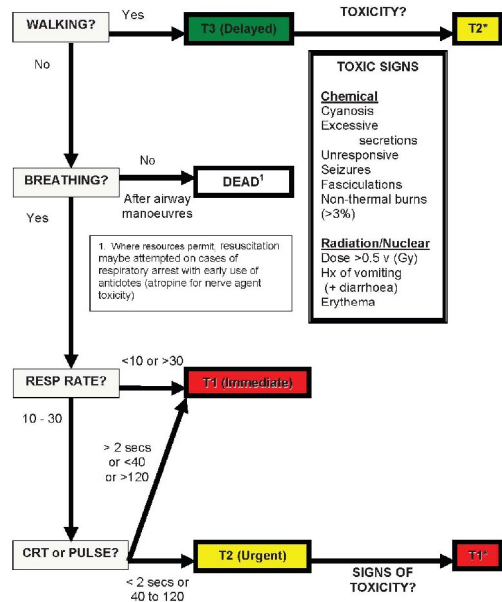 WALKING?
Yes
T3 (Delayed)
TOXICITY?
T2*
No
TOXIC SIGNS
Chemical
Cyanosis
Excessive
secretions
Unresponsive
Seizures
Fasciculations
Non-thermal burns
(>3%)
Radiation/Nuclear
Dose >0.5 v (Gy)
Hx of vomiting
(+ diarrhoea)
Erythema
BREATHING?
No
After airway
manoeuvres
DEAD1
Yes
1. Where resources permit, resuscitation
maybe attempted on cases of
respiratory arrest with early use of
antidotes (atropine for nerve agent
toxicity)
RESP RATE?
<10 or >30
T1 (Immediate)
10 - 30
> 2 secs
or <40
or >120
CRT or PULSE?
< 2 secs or
40 to 120
T2 (Urgent)
SIGNS OF
TOXICITY?
T1*